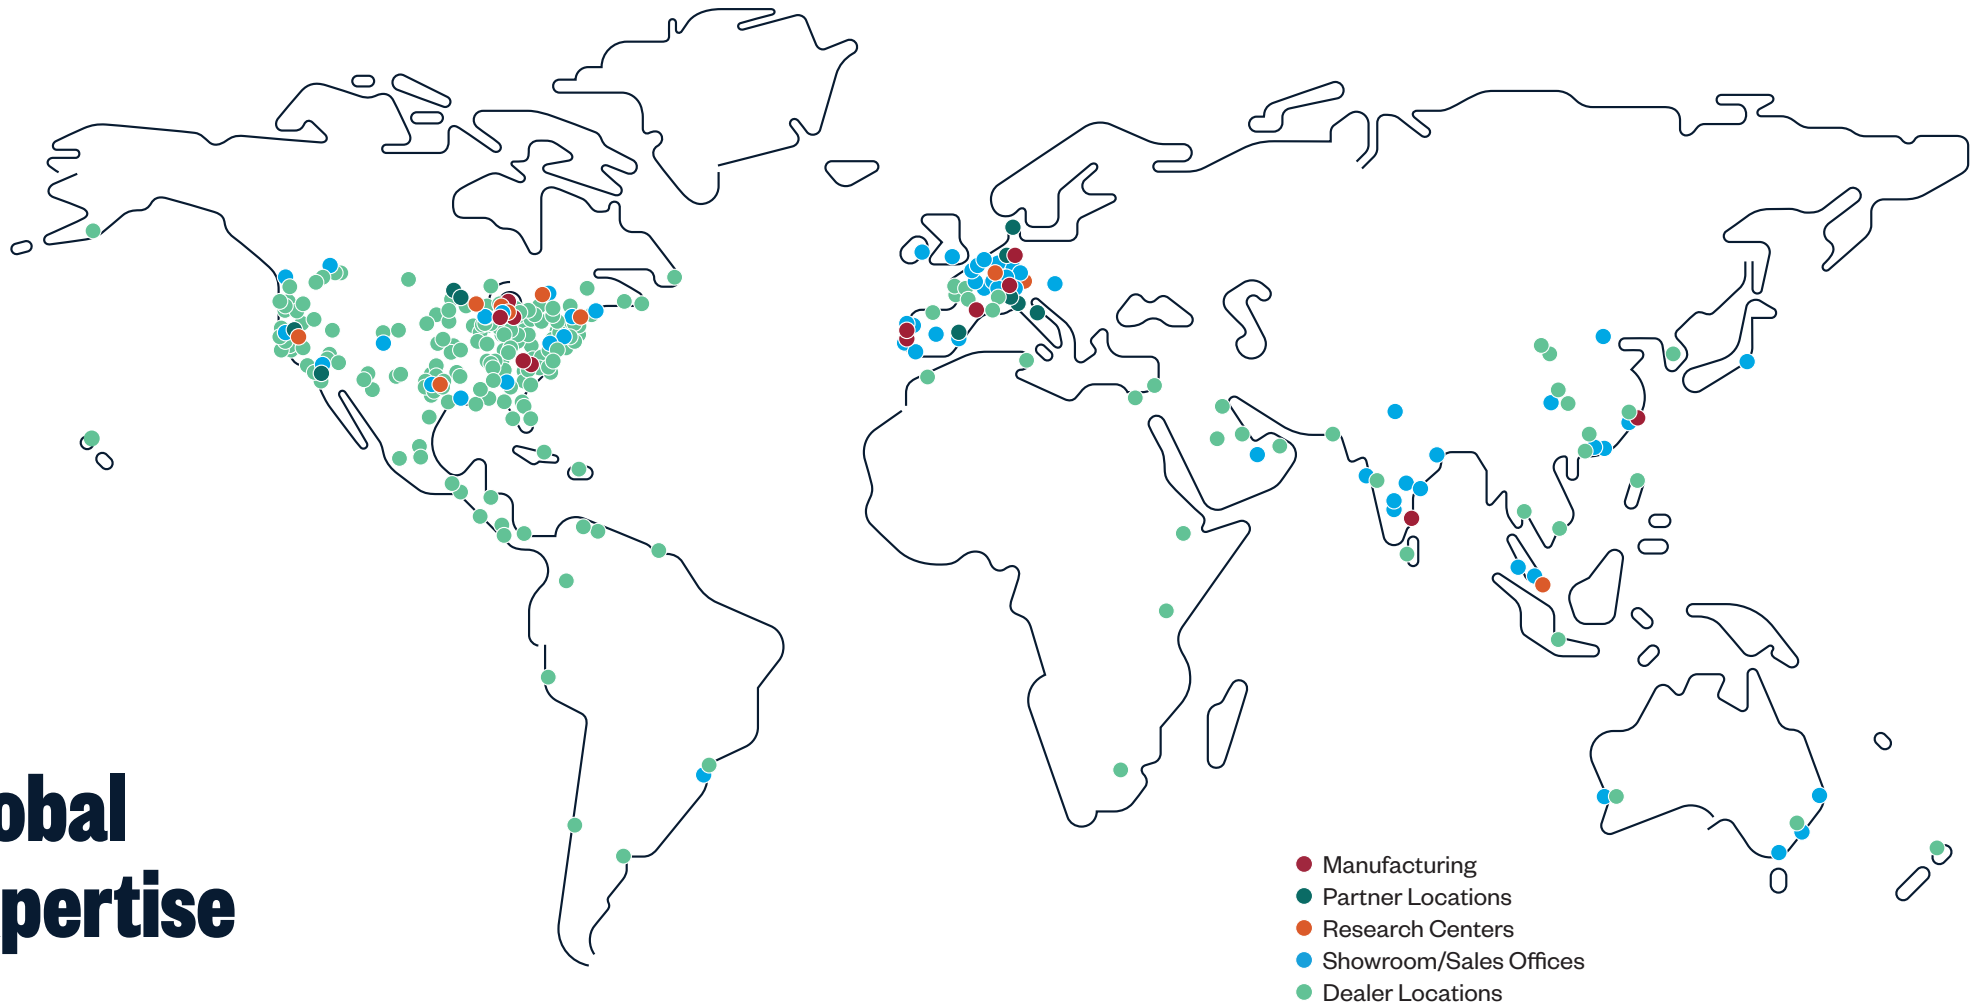 obal
pertise
Manufacturing
Partner Locations
Research Centers
Showroom/Sales Offices
Dealer Locations